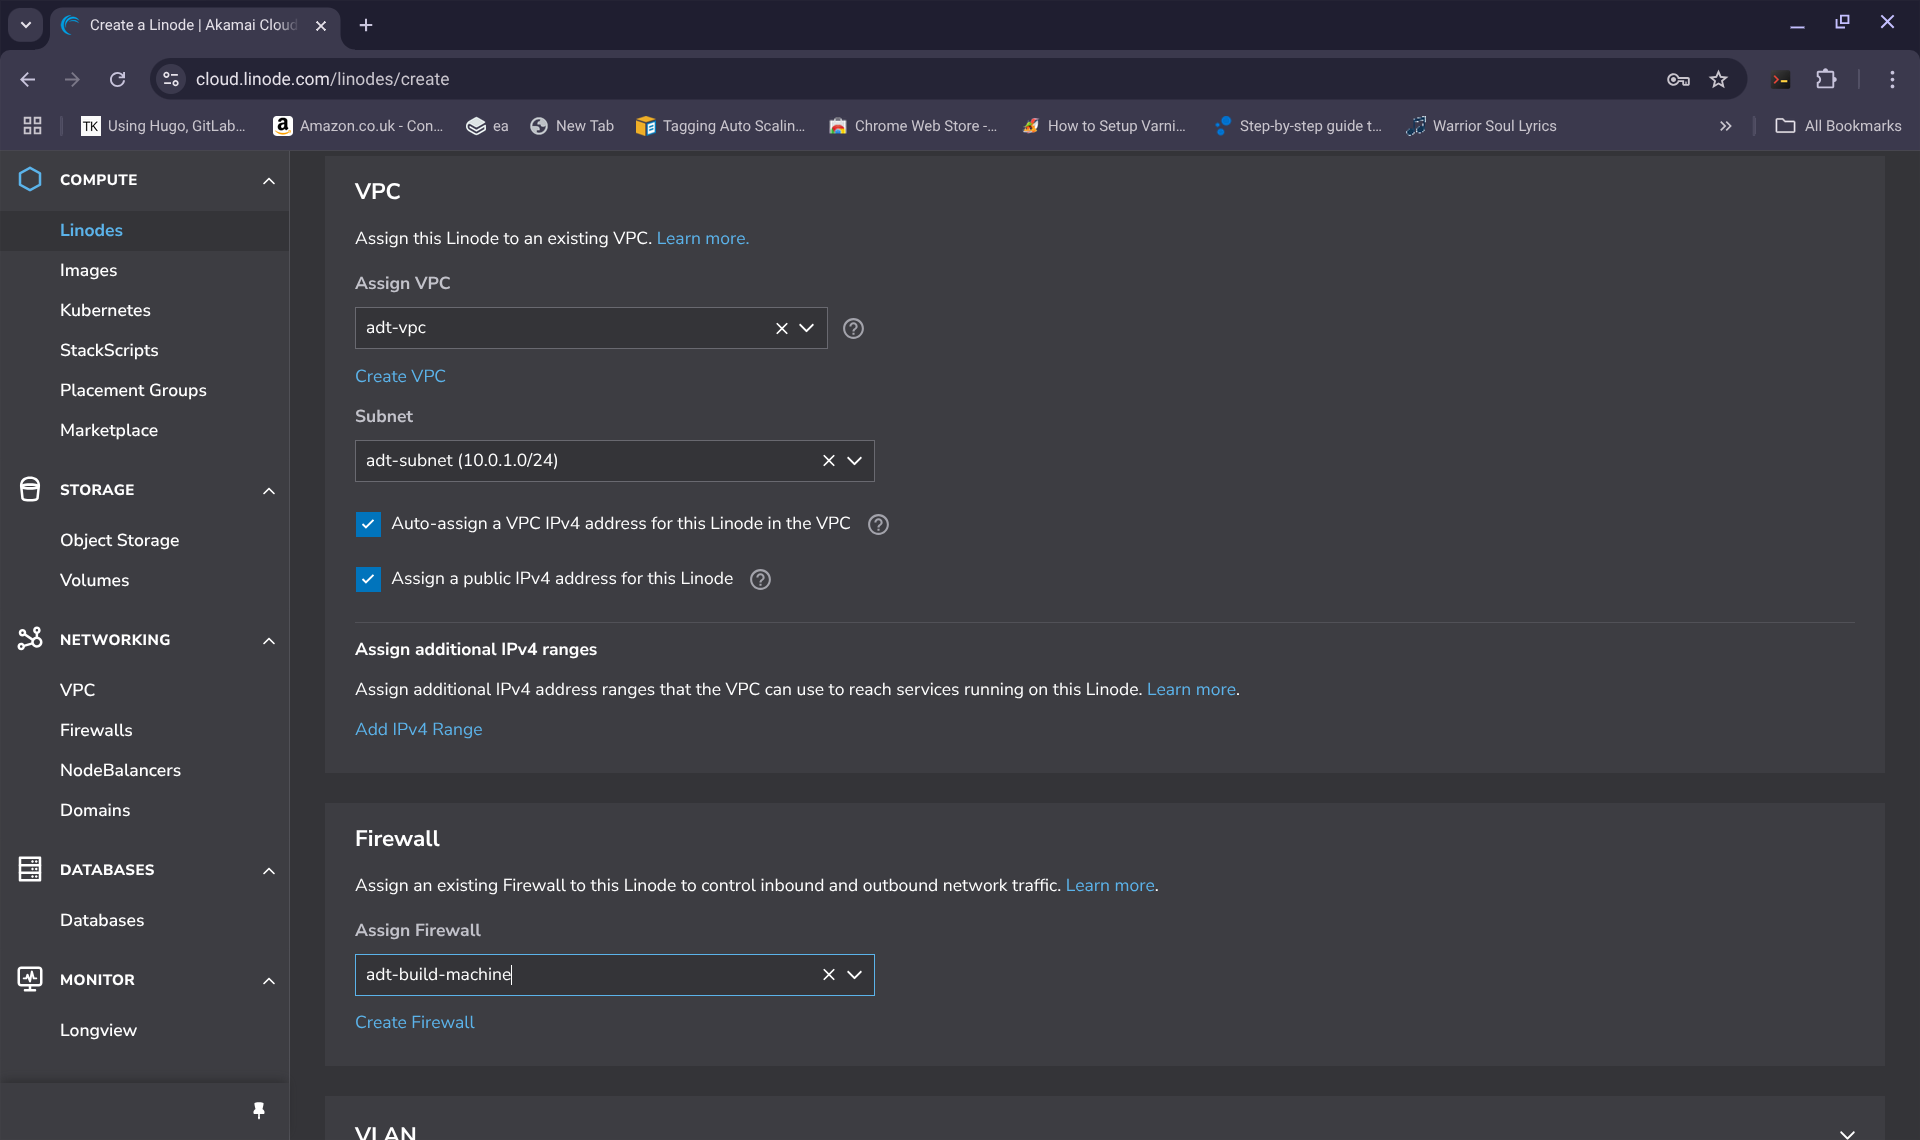 Create a Linode | Akamai Cloud
cloud.linode.com/linodes/create
TK Using Hugo, GitLab...
Amazon.co.uk - Con...
ea
New Tab
Tagging Auto Scalin...
Chrome Web Store -...
How to Setup Varni...
Step-by-step guide t...
Warrior Soul Lyrics
All Bookmarks
COMPUTE
Linodes
Images
Kubernetes
StackScripts
Placement Groups
Marketplace
STORAGE
Object Storage
Volumes
NETWORKING
VPC
Firewalls
NodeBalancers
Domains
DATABASES
Databases
MONITOR
Longview
VPC
Assign this Linode to an existing VPC. Learn more.
Assign VPC
adt-vpc
Create VPC
Subnet
adt-subnet (10.0.1.0/24)
Auto-assign a VPC IPv4 address for this Linode in the VPC
Assign a public IPv4 address for this Linode
Assign additional IPv4 ranges
Assign additional IPv4 address ranges that the VPC can use to reach services running on this Linode. Learn more.
Add IPv4 Range
Firewall
Assign an existing Firewall to this Linode to control inbound and outbound network traffic. Learn more.
Assign Firewall
adt-build-machine
Create Firewall
VLAN